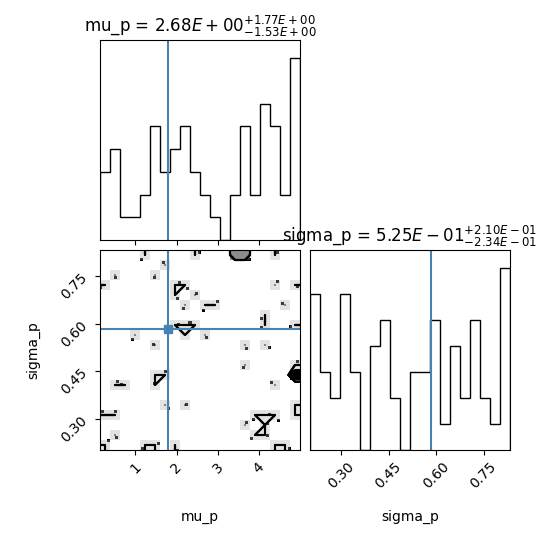 mu_p = 2.68E + 00+1.77E+00−1.53E+00
sigma_p = 5.25E − 01+2.10E−01−2.34E−01
0.75
0.60
0.45
0.30
sigma_p
1 2 3 4
mu_p
0.30 0.45 0.60 0.75
sigma_p